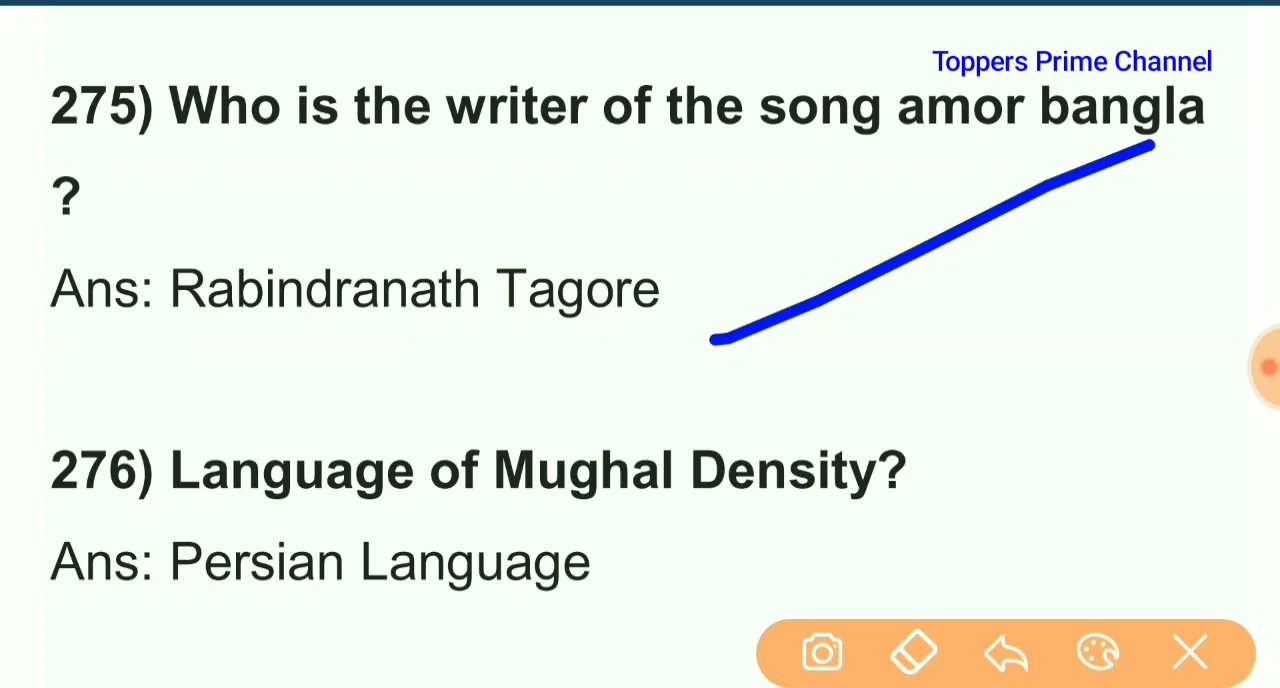 Toppers Prime Channel
275) Who is the writer of the song amor bangla
?
Ans: Rabindranath Tagore
276) Language of Mughal Density?
Ans: Persian Language